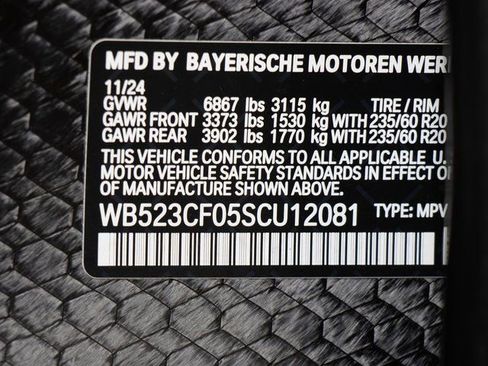 MFD BY BAYERISCHE MOTOREN WER
11/24
GVWR 6867 lbs 3115 kg TIRE / RIM
GAWR FRONT 3373 lbs 1530 kg WITH 235/60 R20
GAWR REAR 3902 lbs 1770 kg WITH 235/60 R20
THIS VEHICLE CONFORMS TO ALL APPLICABLE U.
MOTOR VEHICLE SAFETY STANDARDS IN EFFECT O
OF MANUFACTURE SHOWN ABOVE.
WB523CF05SCU12081 TYPE: MPV